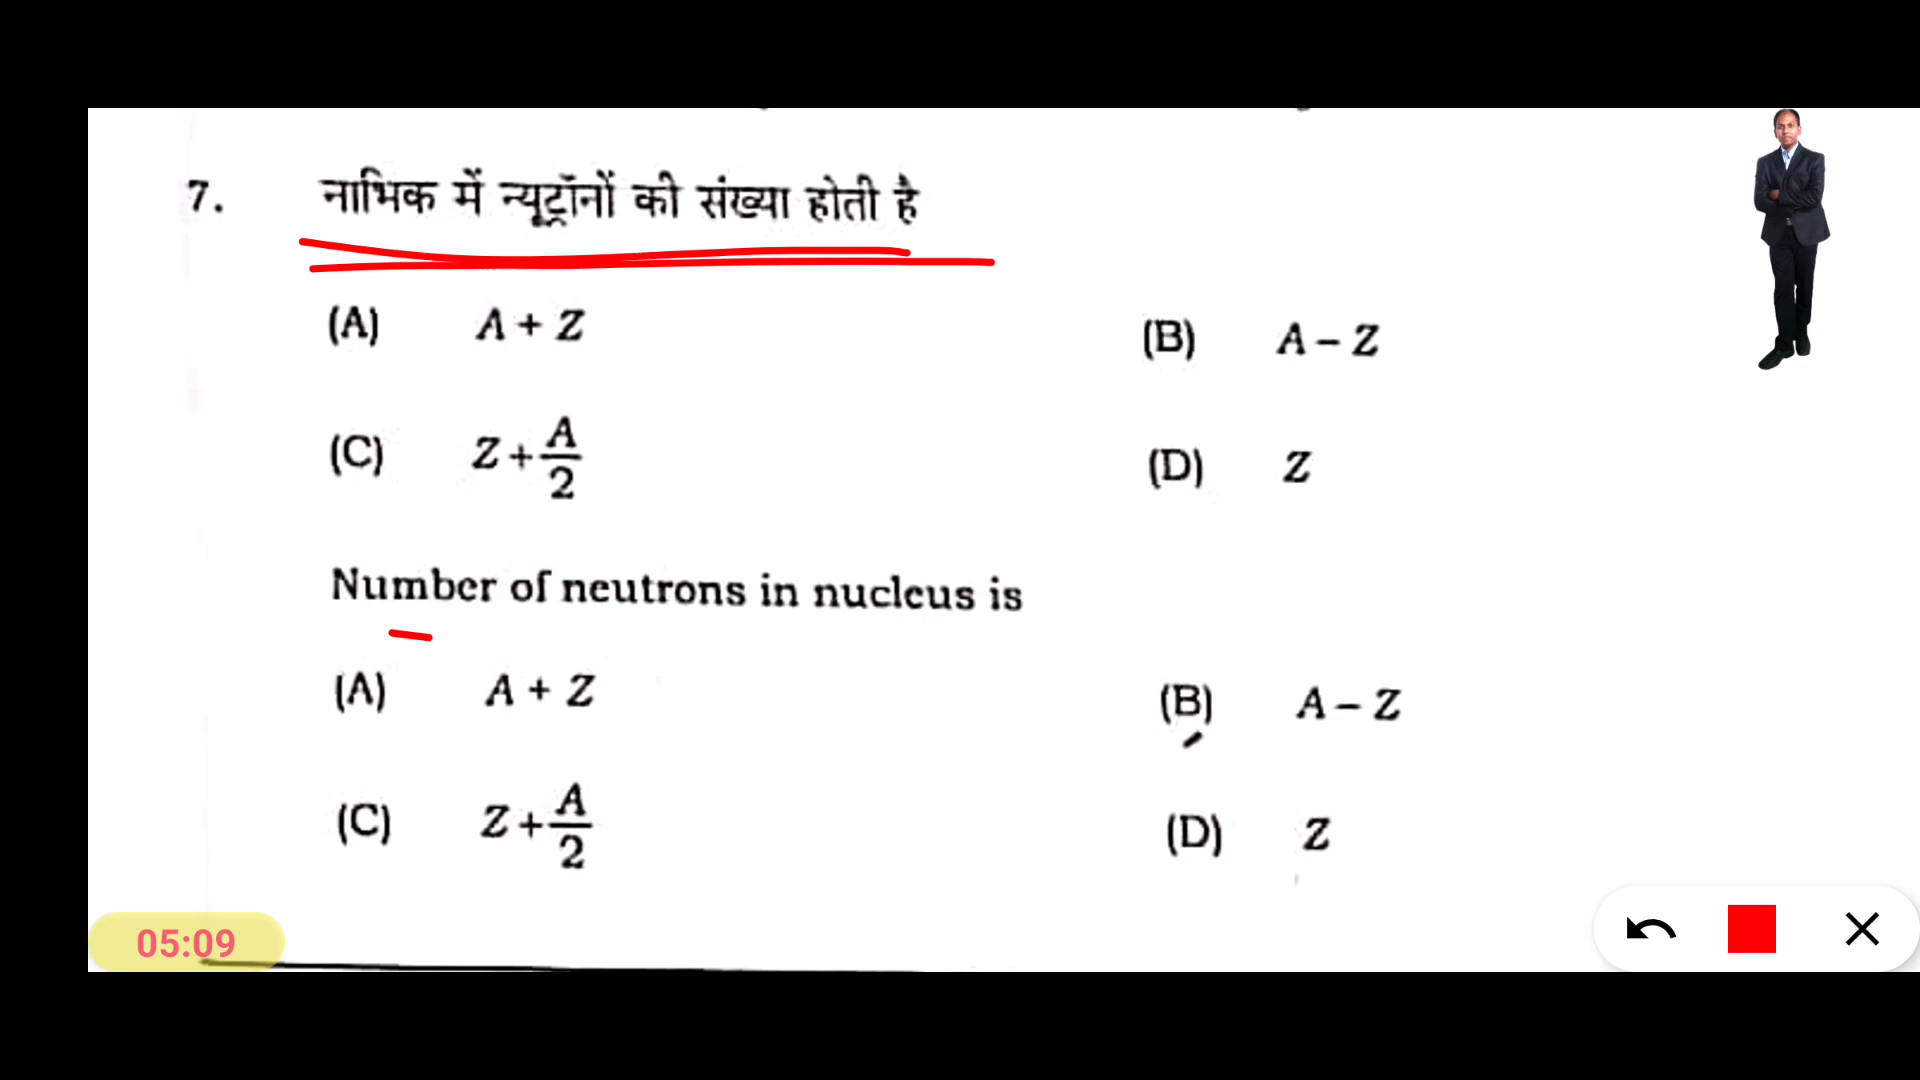 7. नाभिक में न्यूट्रॉनों की संख्या होती है
(A) A + Z (B) A – Z
(C) Z + A/2 (D) Z
Number of neutrons in nucleus is
(A) A + Z (B) A – Z
(C) Z + A/2 (D) Z
05:09